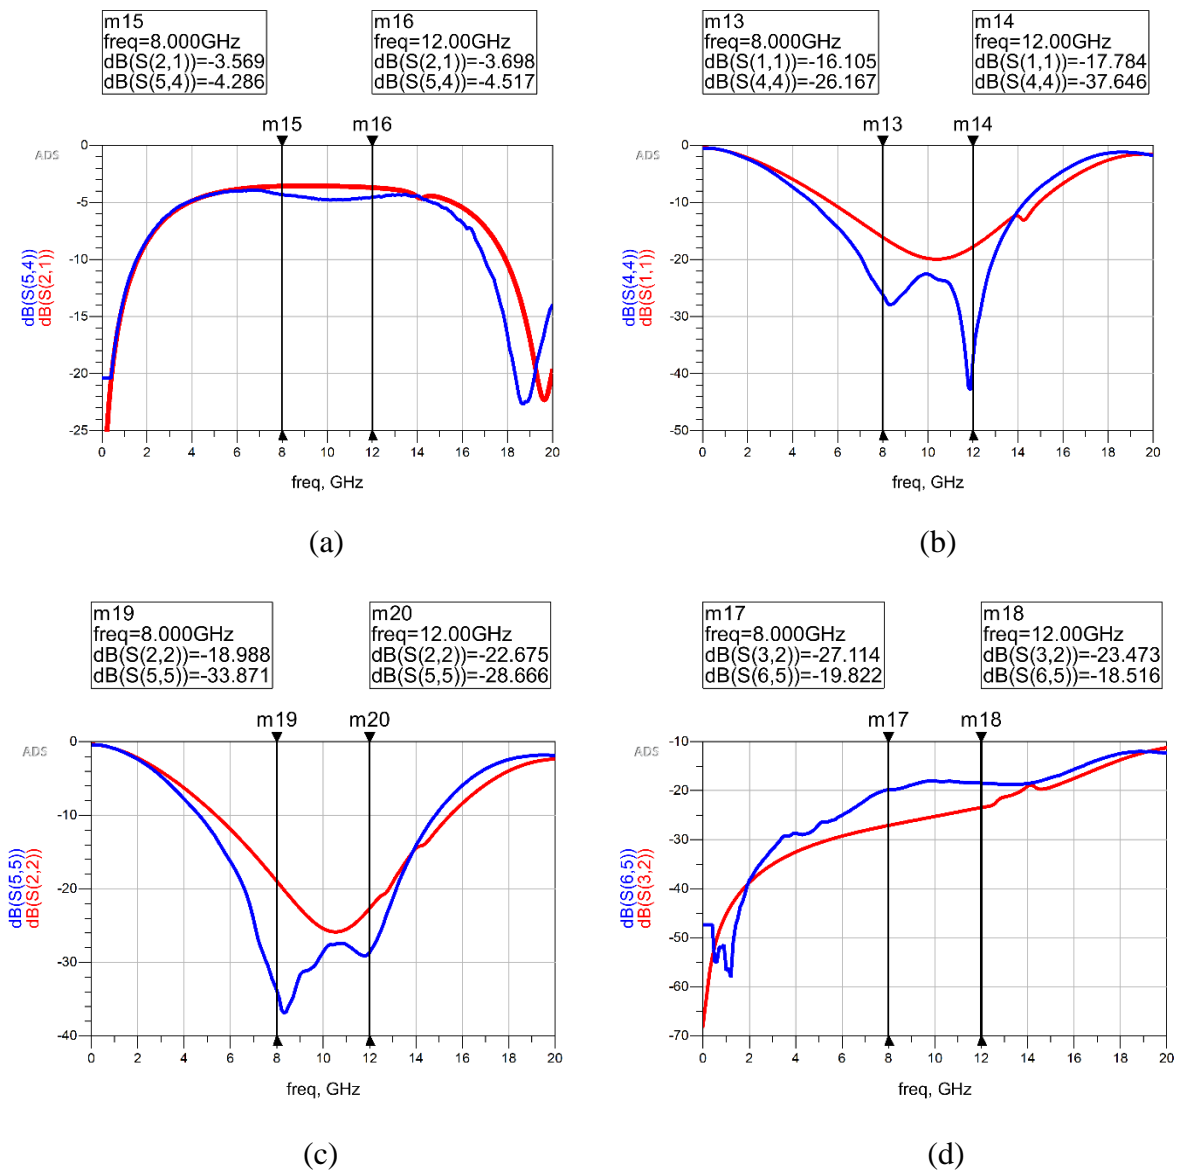 m15
freq=8.000GHz
dB(S(2,1))=-3.569
dB(S(5,4))=-4.286
m16
freq=12.00GHz
dB(S(2,1))=-3.698
dB(S(5,4))=-4.517
m15
m16
ADS
0
-5
-10
-15
-20
-25
dB(S(5,4))
dB(S(2,1))
0 2 4 6 8 10 12 14 16 18 20
freq, GHz
(a)
m13
freq=8.000GHz
dB(S(1,1))=-16.105
dB(S(4,4))=-26.167
m14
freq=12.00GHz
dB(S(1,1))=-17.784
dB(S(4,4))=-37.646
m13
m14
ADS
0
-10
-20
-30
-40
-50
dB(S(4,4))
dB(S(1,1))
0 2 4 6 8 10 12 14 16 18 20
freq, GHz
(b)
m19
freq=8.000GHz
dB(S(2,2))=-18.988
dB(S(5,5))=-33.871
m20
freq=12.00GHz
dB(S(2,2))=-22.675
dB(S(5,5))=-28.666
m19
m20
ADS
0
-10
-20
-30
-40
dB(S(5,5))
dB(S(2,2))
0 2 4 6 8 10 12 14 16 18 20
freq, GHz
(c)
m17
freq=8.000GHz
dB(S(3,2))=-27.114
dB(S(6,5))=-19.822
m18
freq=12.00GHz
dB(S(3,2))=-23.473
dB(S(6,5))=-18.516
m17
m18
ADS
-10
-20
-30
-40
-50
-60
-70
dB(S(6,5))
dB(S(3,2))
0 2 4 6 8 10 12 14 16 18 20
freq, GHz
(d)